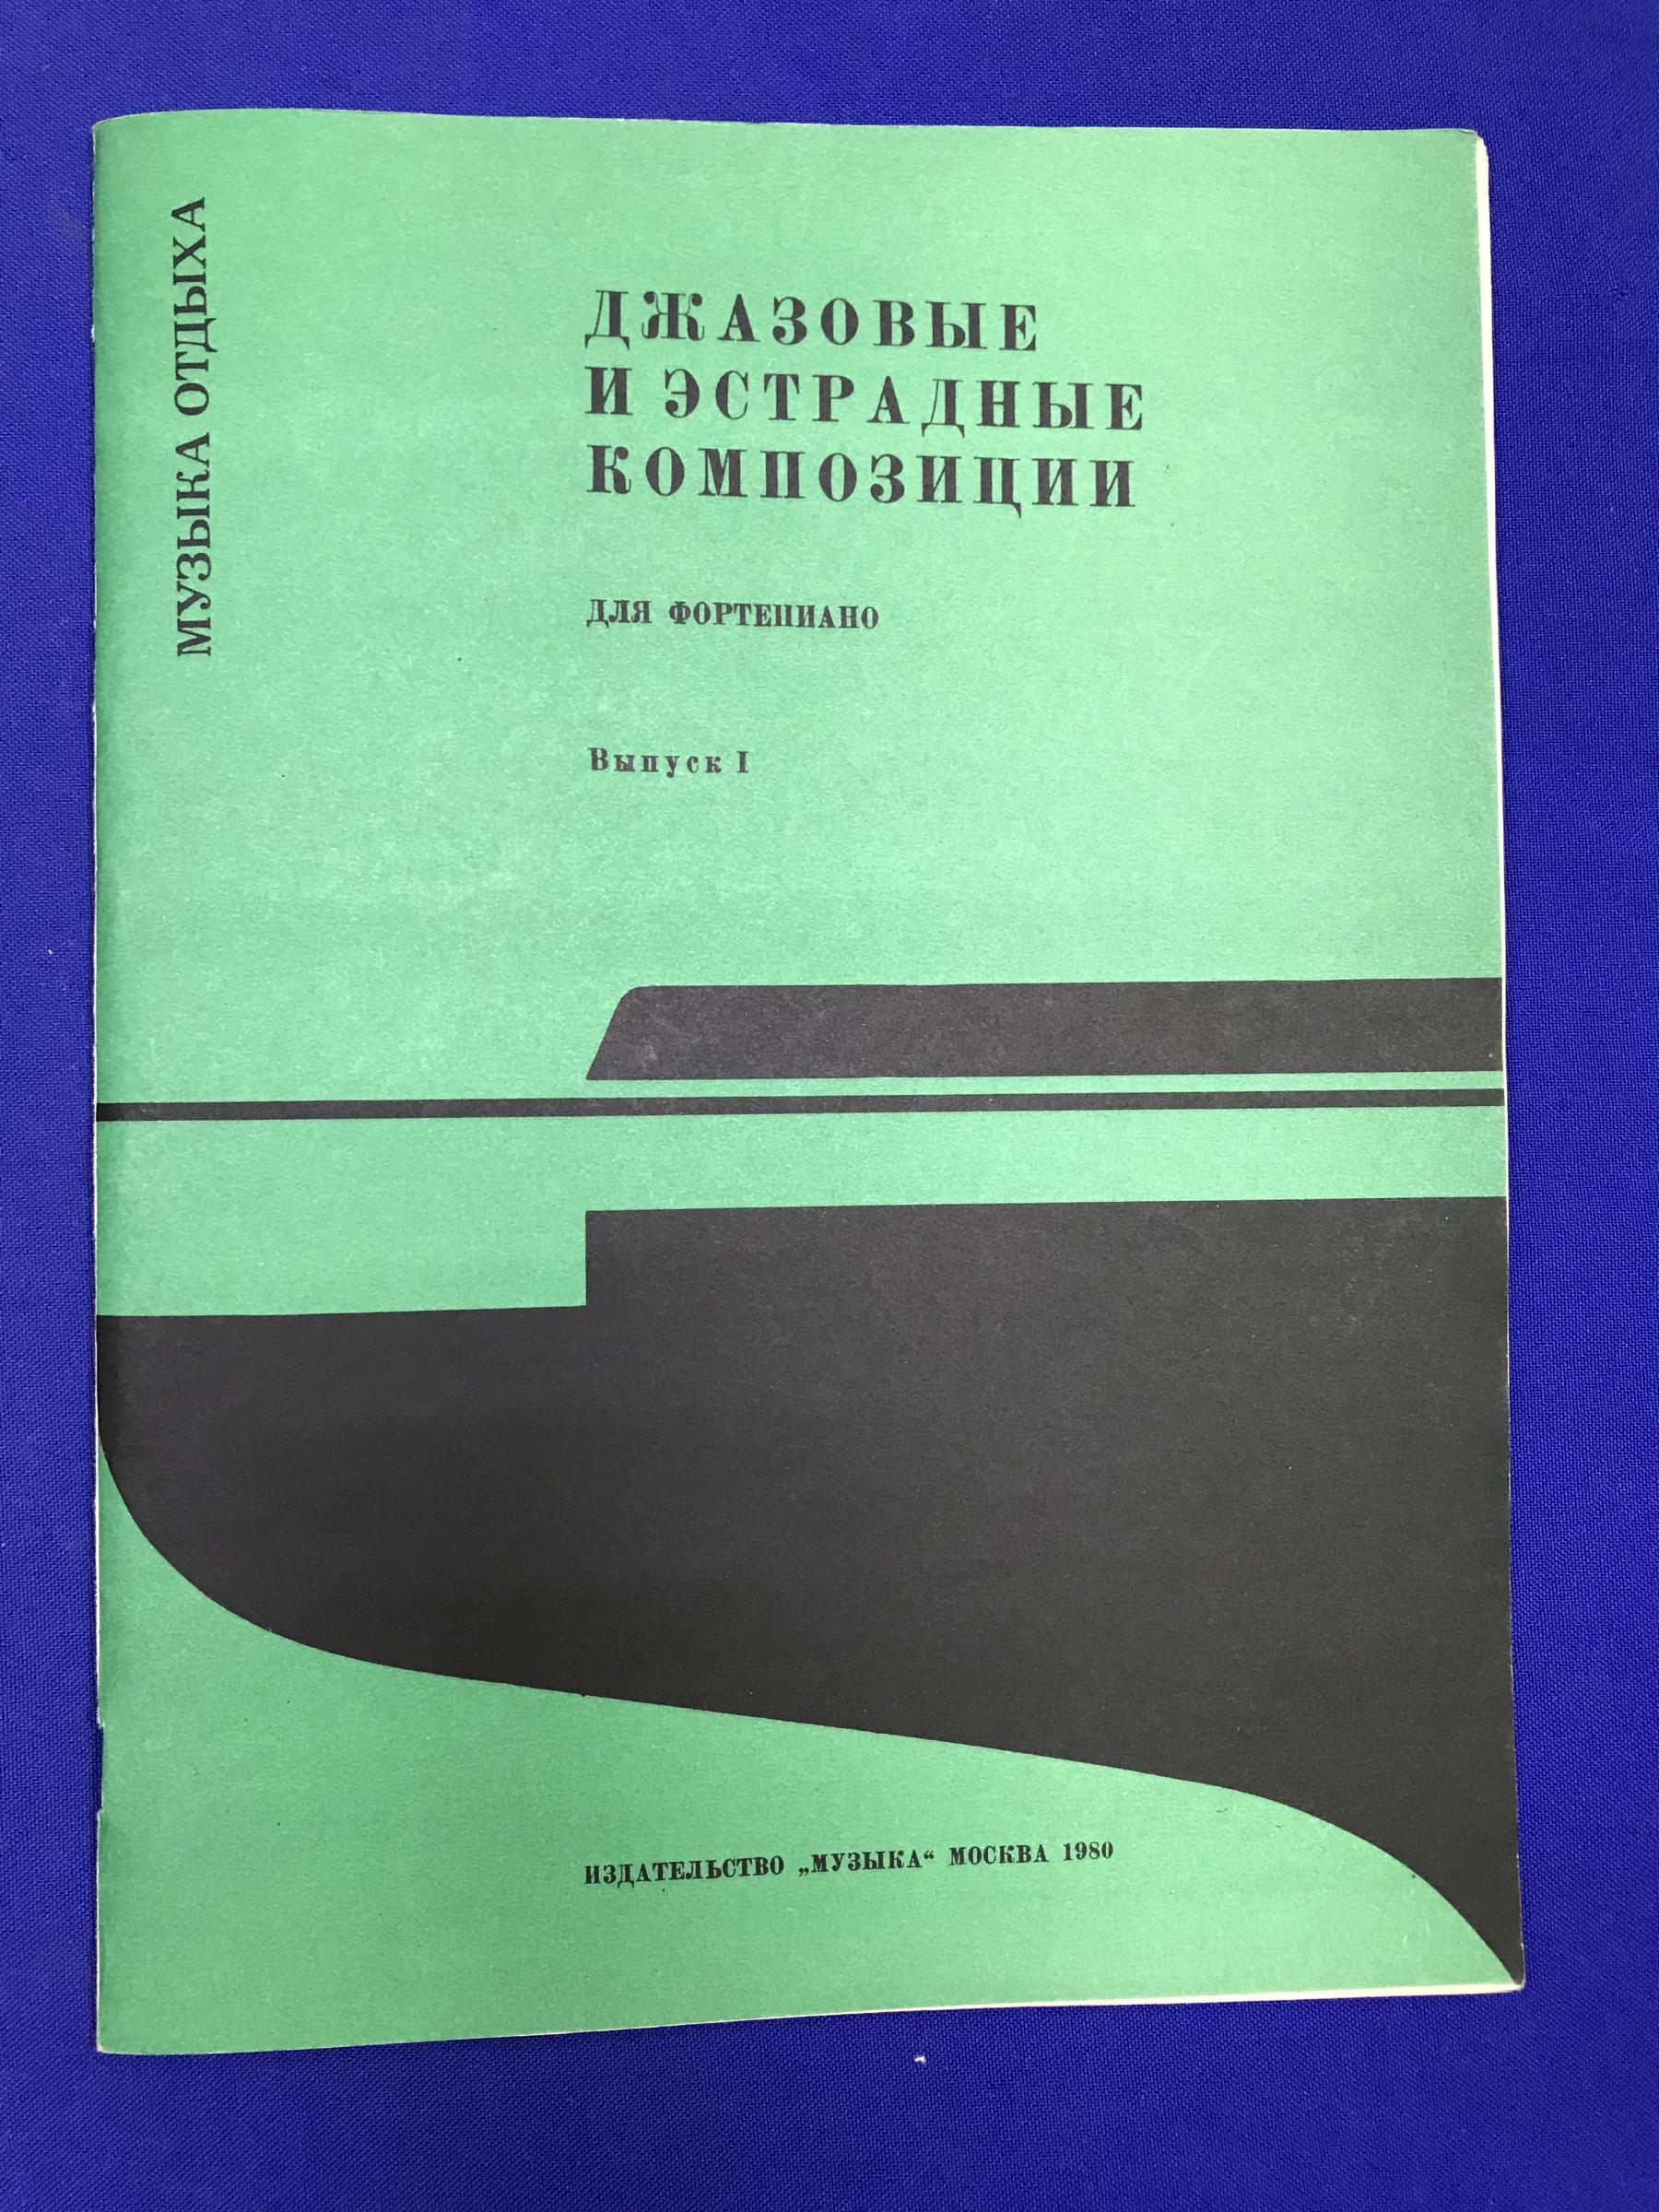 МУЗЫКА ОТДЫХА
ДЖАЗОВЫЕ
И ЭСТРАДНЫЕ
КОМПОЗИЦИИ
ДЛЯ ФОРТЕПИАНО
Выпуск I
ИЗДАТЕЛЬСТВО „МУЗЫКА“ МОСКВА 1980